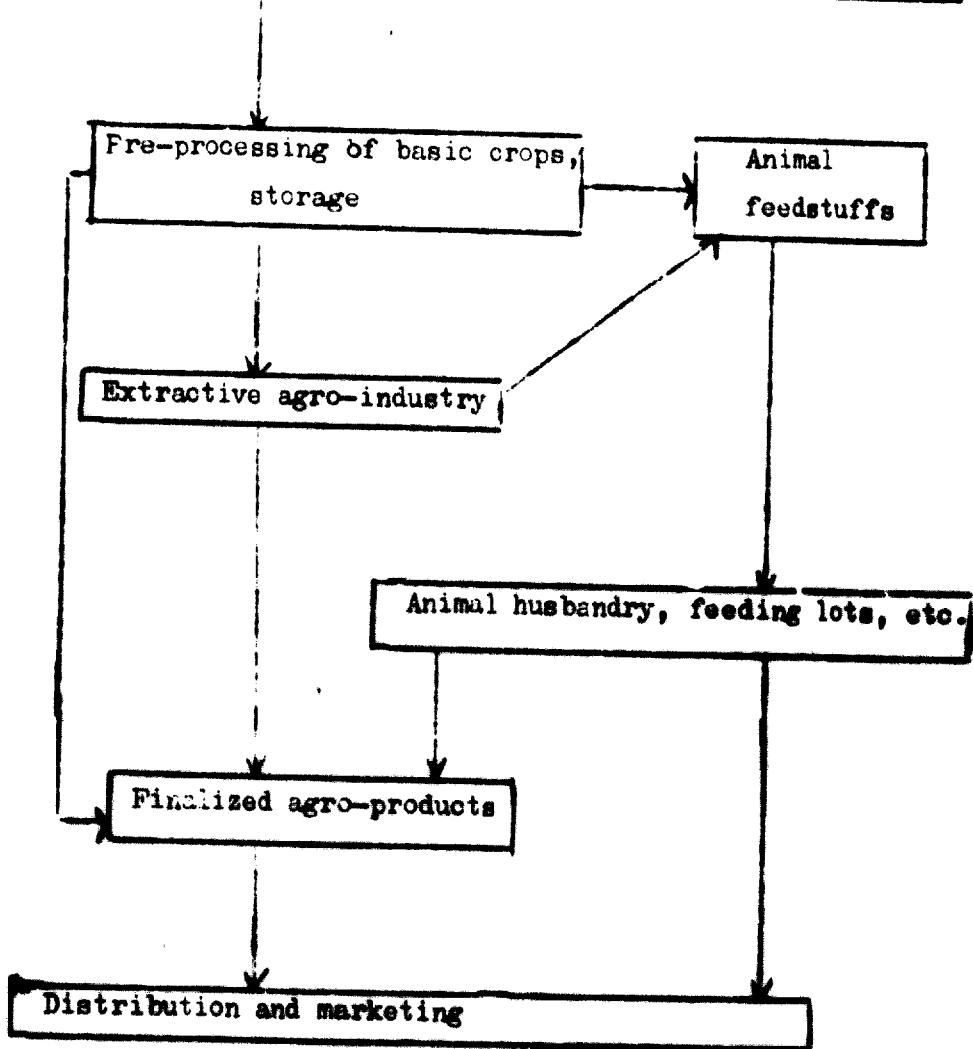 Pre-processing of basic crops,
storage
Animal
feedstuffs
Extractive agro-industry
Animal husbandry, feeding lots, etc.
Finalized agro-products
Distribution and marketing